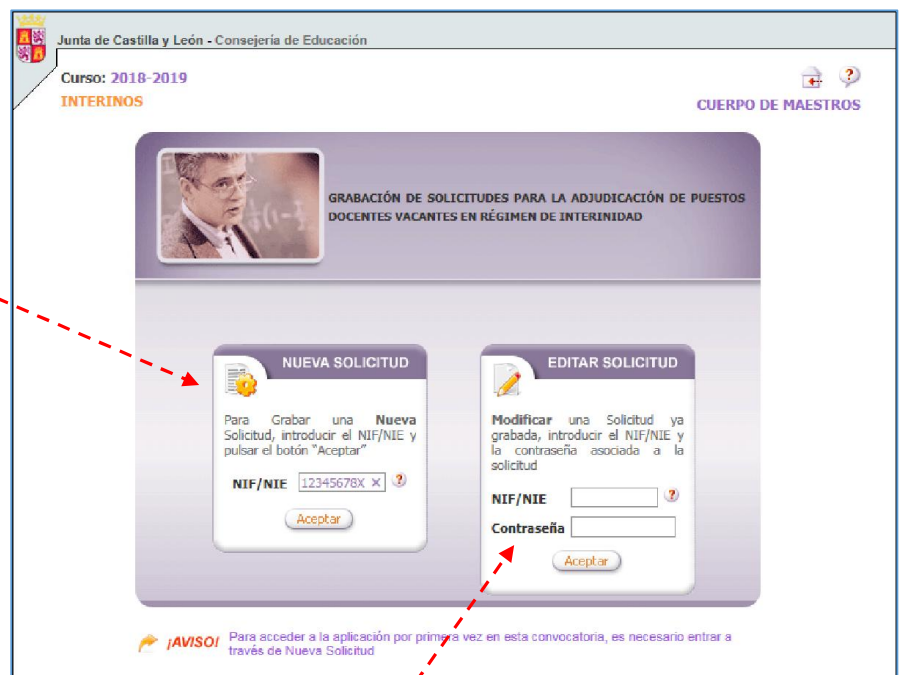 Junta de Castilla y León - Consejería de Educación
Curso: 2018-2019
INTERINOS
CUERPO DE MAESTROS
GRABACIÓN DE SOLICITUDES PARA LA ADJUDICACIÓN DE PUESTOS
DOCENTES VACANTES EN RÉGIMEN DE INTERINIDAD
NUEVA SOLICITUD
Para Grabar una Nueva
Solicitud, introducir el NIF/NIE y
pulsar el botón "Aceptar"
NIF/NIE 12345678X
Aceptar
EDITAR SOLICITUD
Modificar una Solicitud ya
grabada, introducir el NIF/NIE y
la contraseña asociada a la
solicitud
NIF/NIE
Contraseña
Aceptar
¡AVISO! Para acceder a la aplicación por primera vez en esta convocatoria, es necesario entrar a
través de Nueva Solicitud